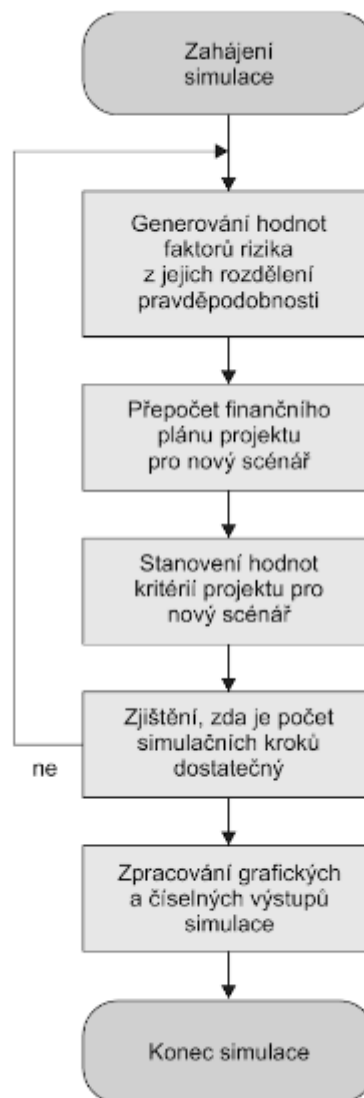 Zahájení
simulace
Generování hodnot
faktorů rizika
z jejich rozdělení
pravděpodobnosti
Přepočet finančního
plánu projektu
pro nový scénář
Stanovení hodnot
kritérií projektu pro
nový scénář
Zjištění, zda je počet
simulačních kroků
dostatečný
ne
Zpracování grafických
a číselných výstupů
simulace
Konec simulace